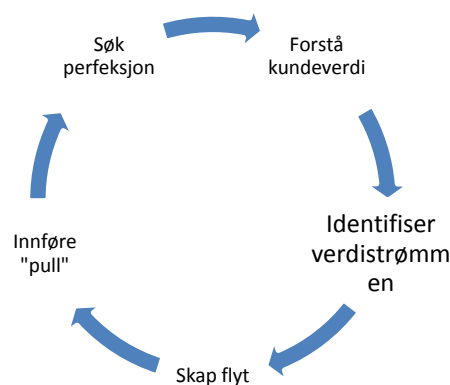 Søk
perfeksjon
Forstå
kundeverdi
Identifiser
verdistrømm
en
Skap flyt
Innføre
"pull"